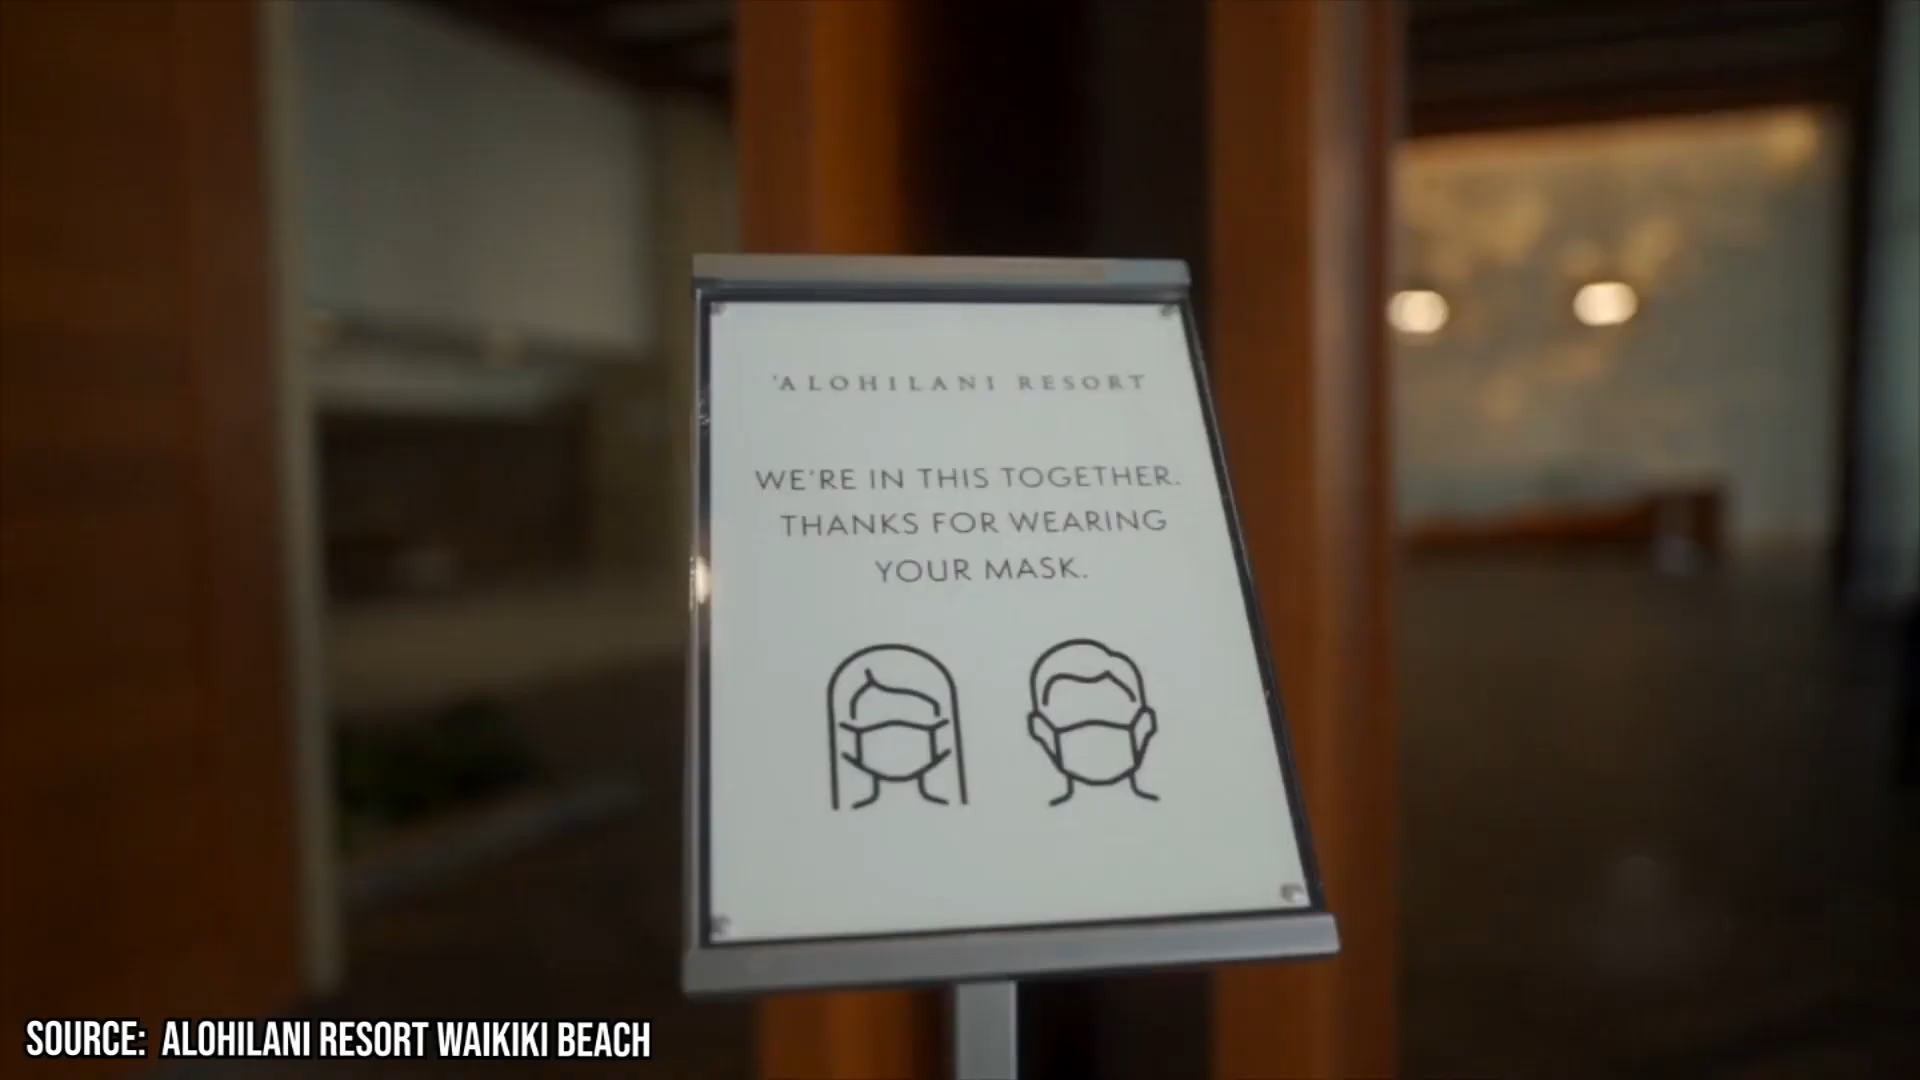 'ALOHILANI RESORT
WE'RE IN THIS TOGETHER.
THANKS FOR WEARING
YOUR MASK.
SOURCE: ALOHILANI RESORT WAIKIKI BEACH